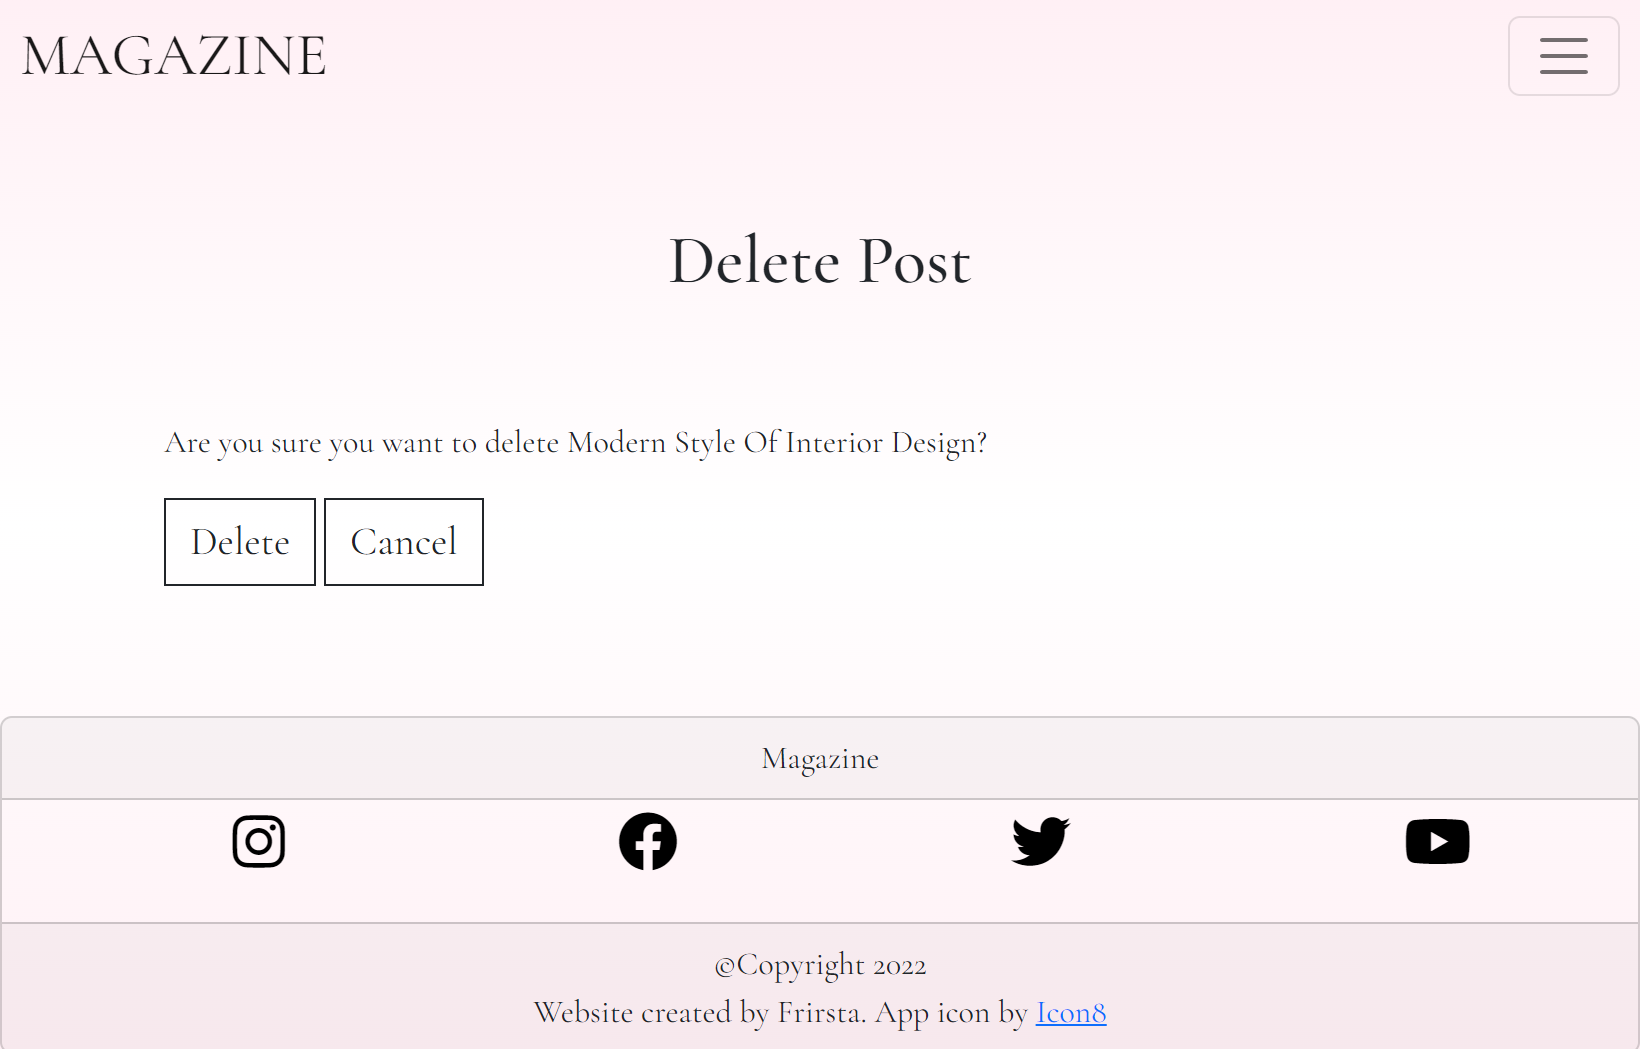 MAGAZINE
Delete Post
Are you sure you want to delete Modern Style Of Interior Design?
Delete
Cancel
Magazine
©Copyright 2022
Website created by Frirsta. App icon by Icon8